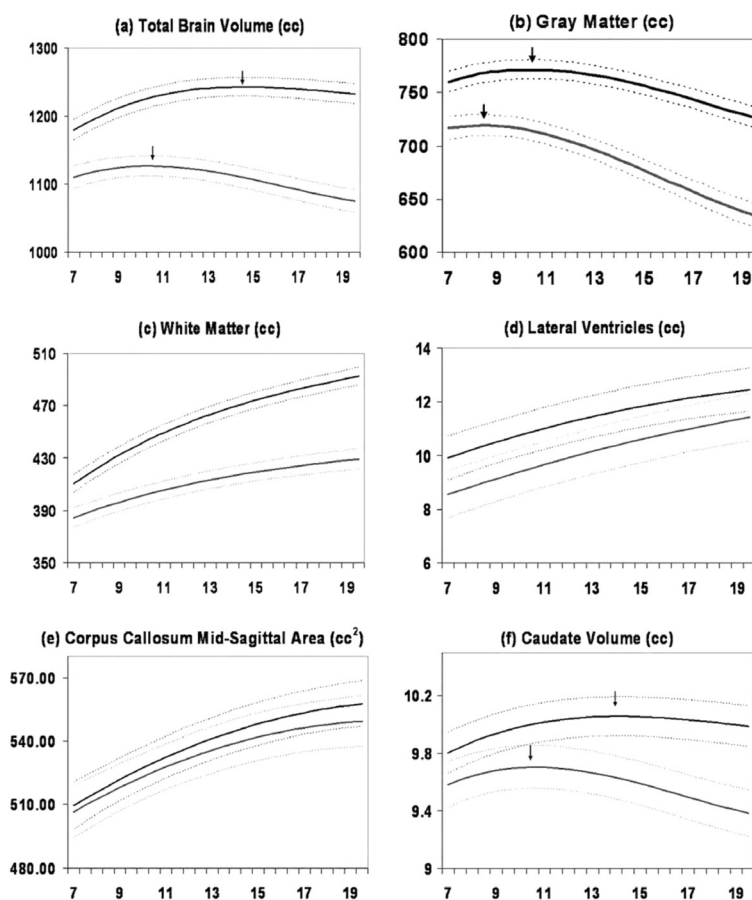 (a) Total Brain Volume (cc)
1300
1200
1100
1000
7 9 11 13 15 17 19
(b) Gray Matter (cc)
800
750
700
650
600
7 9 11 13 15 17 19
(c) White Matter (cc)
510
470
430
390
350
7 9 11 13 15 17 19
(d) Lateral Ventricles (cc)
14
12
10
8
6
7 9 11 13 15 17 19
(e) Corpus Callosum Mid-Sagittal Area (cc²)
570.00
540.00
510.00
480.00
7 9 11 13 15 17 19
(f) Caudate Volume (cc)
10.2
9.8
9.4
9
7 9 11 13 15 17 19